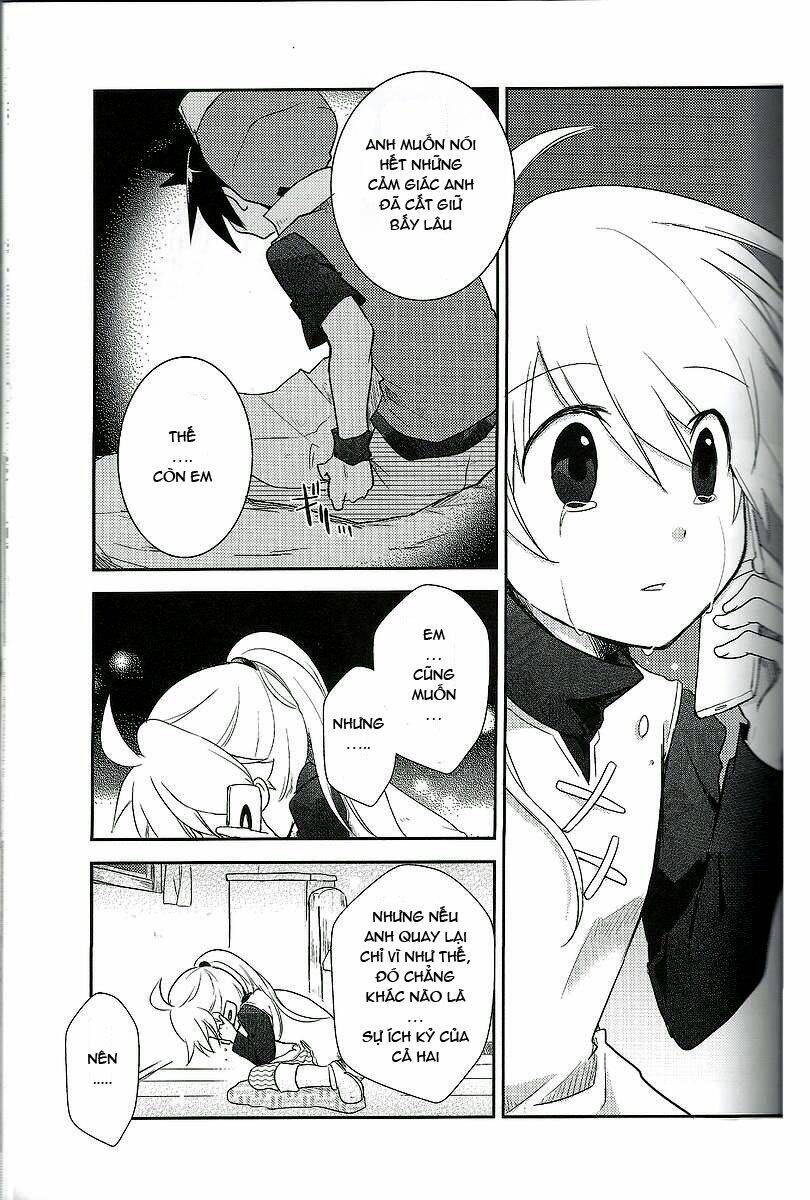 ANH MUỐN NÓI
HẾT NHỮNG
CẢM GIÁC ANH
ĐÃ CẤT GIỮ
BẤY LÂU
THẾ
....
CÒN EM
ギギ
EM
...
CŨNG
MUỐN
...
NHƯNG
.....
NHƯNG NẾU
ANH QUAY LẠI
CHỈ VÌ NHƯ THẾ,
ĐÓ CHẲNG
KHÁC NÀO LÀ
...
SỰ ÍCH KỶ CỦA
CẢ HAI
NÊN
.....